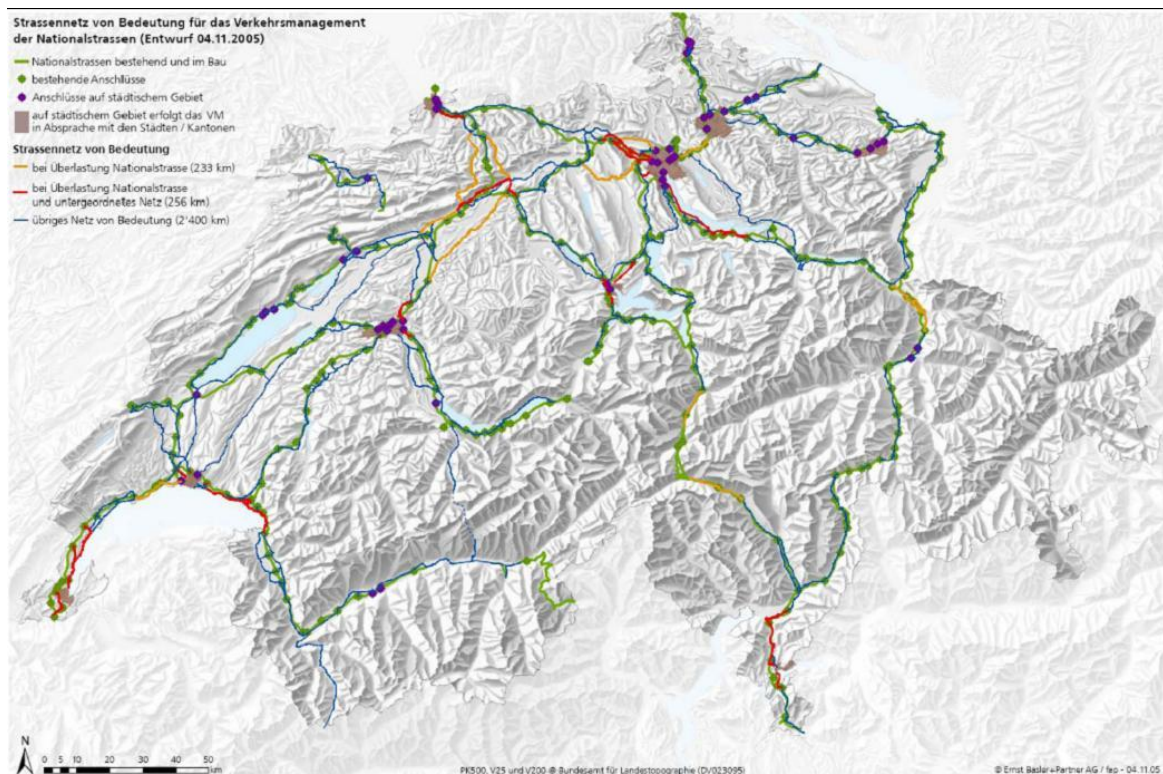 Strassennetz von Bedeutung für das Verkehrsmanagement
der Nationalstrassen (Entwurf 04.11.2005)
Nationalstrassen bestehend und im Bau
bestehende Anschlüsse
Anschlüsse auf städtischem Gebiet
auf städtischem Gebiet erfolgt das VM
in Absprache mit den Städten / Kantonen
Strassennetz von Bedeutung
bei Überlastung Nationalstrasse (233 km)
bei Überlastung Nationalstrasse
und untergeordnetes Netz (256 km)
übriges Netz von Bedeutung (2'400 km)
N
0 5 10 20 30 40 50
km
PK500, V25 und V200 @ Bundesamt für Landestopographie (DV023095)
© Ernst Basler+Partner AG / fep - 04.11.05